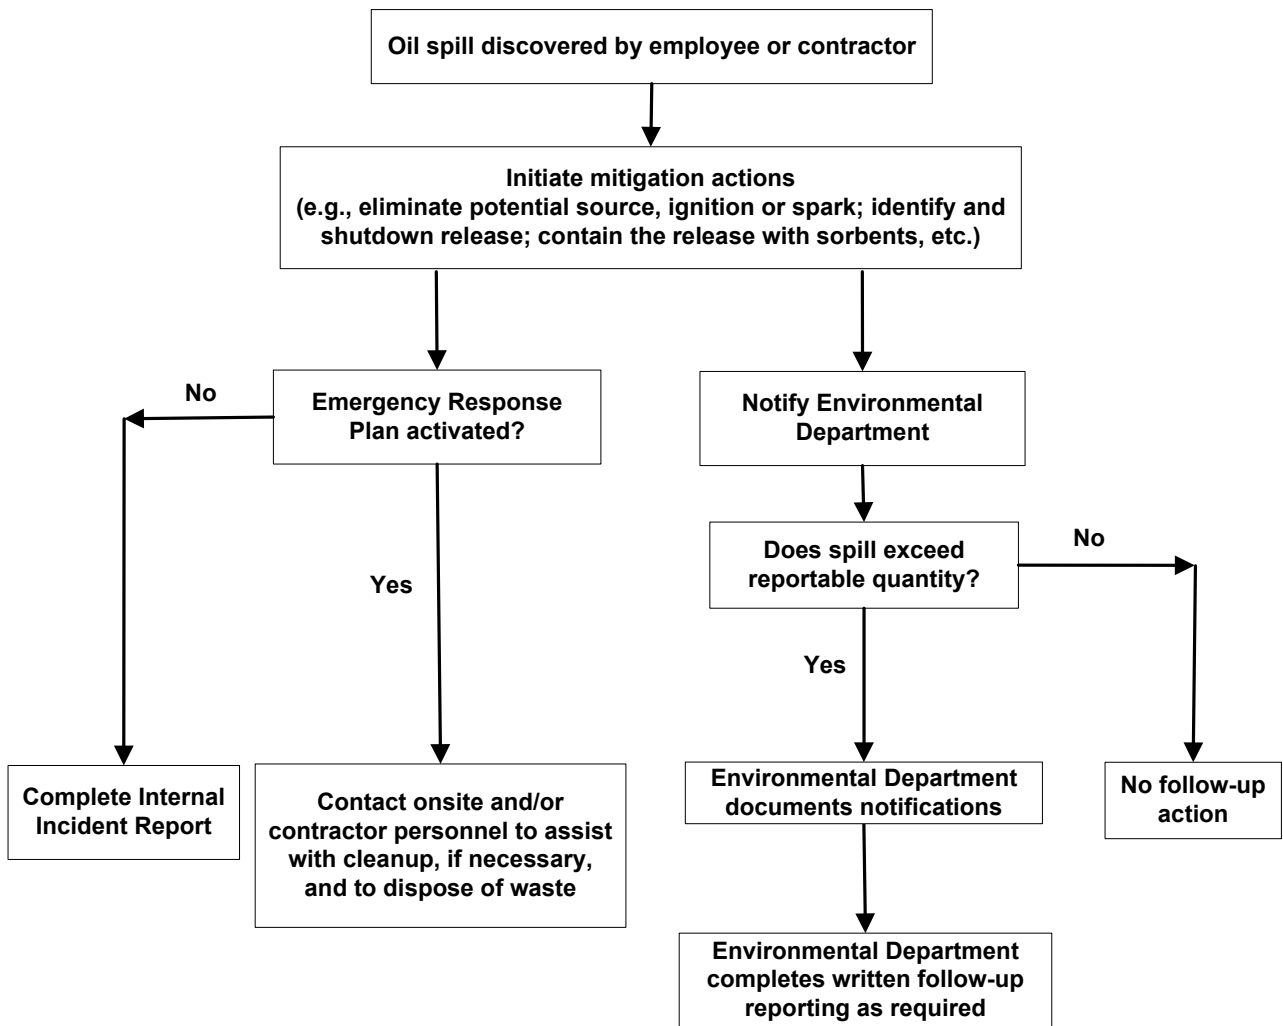 Oil spill discovered by employee or contractor
Initiate mitigation actions
(e.g., eliminate potential source, ignition or spark; identify and
shutdown release; contain the release with sorbents, etc.)
No
Emergency Response
Plan activated?
Notify Environmental
Department
Does spill exceed
reportable quantity?
No
Yes
Yes
Complete Internal
Incident Report
Contact onsite and/or
contractor personnel to assist
with cleanup, if necessary,
and to dispose of waste
Environmental Department
documents notifications
No follow-up
action
Environmental Department
completes written follow-up
reporting as required